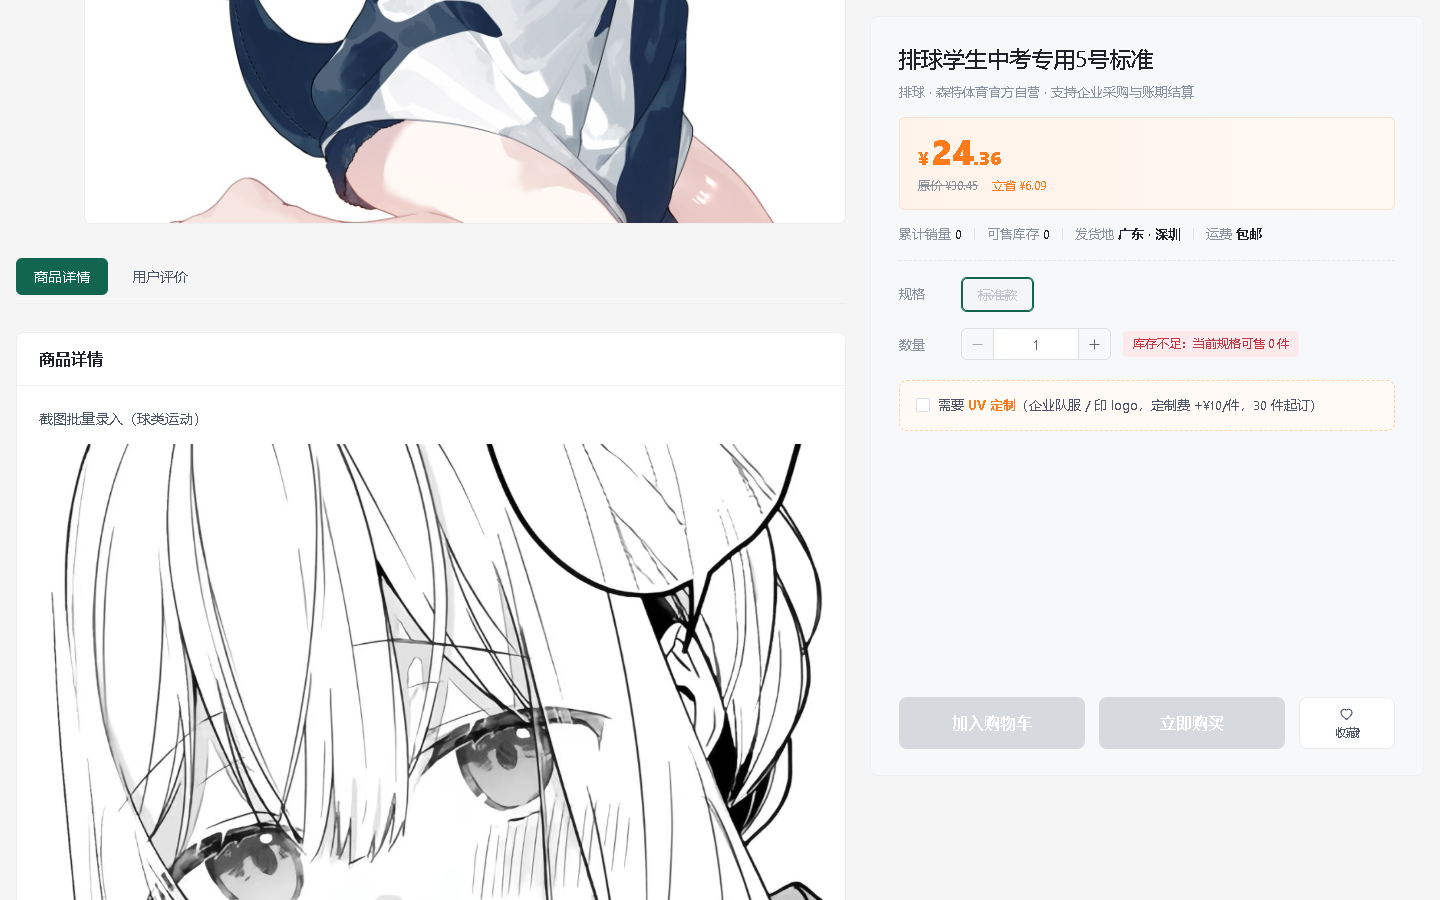 排球学生中考专用5号标准
排球 · 森特体育官方自营 · 支持企业采购与账期结算
¥24.36
原价 ¥30.45 立省 ¥6.09
累计销量 0 可售库存 0 发货地 广东 · 深圳 运费 包邮
规格 标准款
数量 1 库存不足：当前规格可售 0 件
需要 UV 定制（企业队服 / 印 logo，定制费 +¥10/件，30 件起订）
加入购物车 立即购买 收藏
商品详情 用户评价
商品详情
截图批量录入（球类运动）